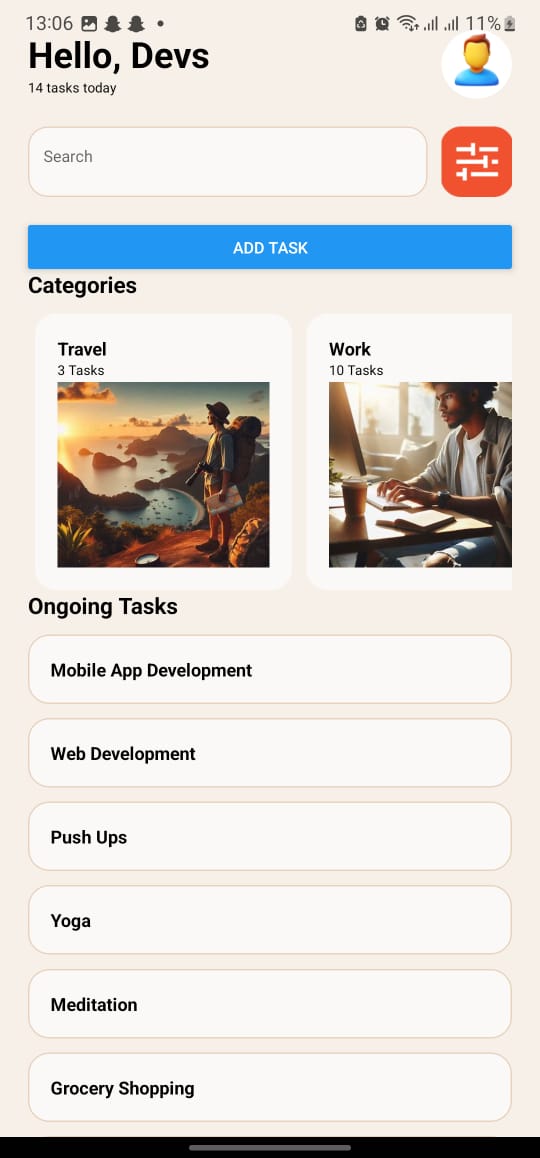 13:06
11%
Hello, Devs
14 tasks today
Search
ADD TASK
Categories
Travel
3 Tasks
Work
10 Tasks
Ongoing Tasks
Mobile App Development
Web Development
Push Ups
Yoga
Meditation
Grocery Shopping